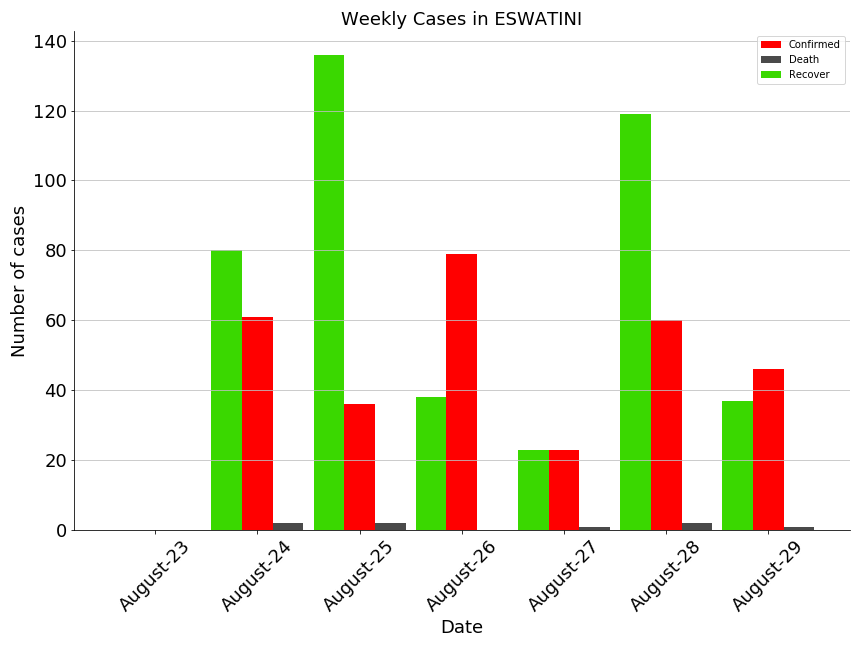 Weekly Cases in ESWATINI
Confirmed
Death
Recover
Number of cases
140
120
100
80
60
40
20
0
August-23
August-24
August-25
August-26
August-27
August-28
August-29
Date